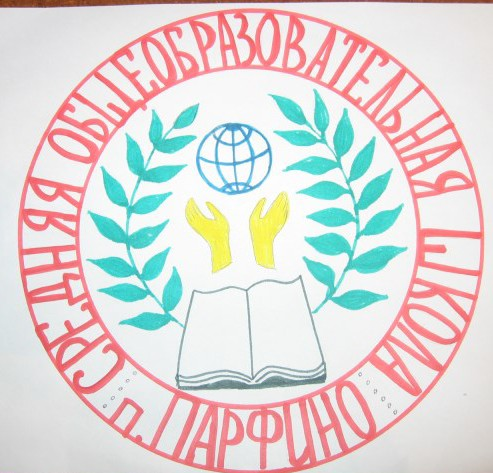 СРЕДНЯЯ ОБЩЕОБРАЗОВАТЕЛЬНАЯ ШКОЛА
п. ПАРФИНО